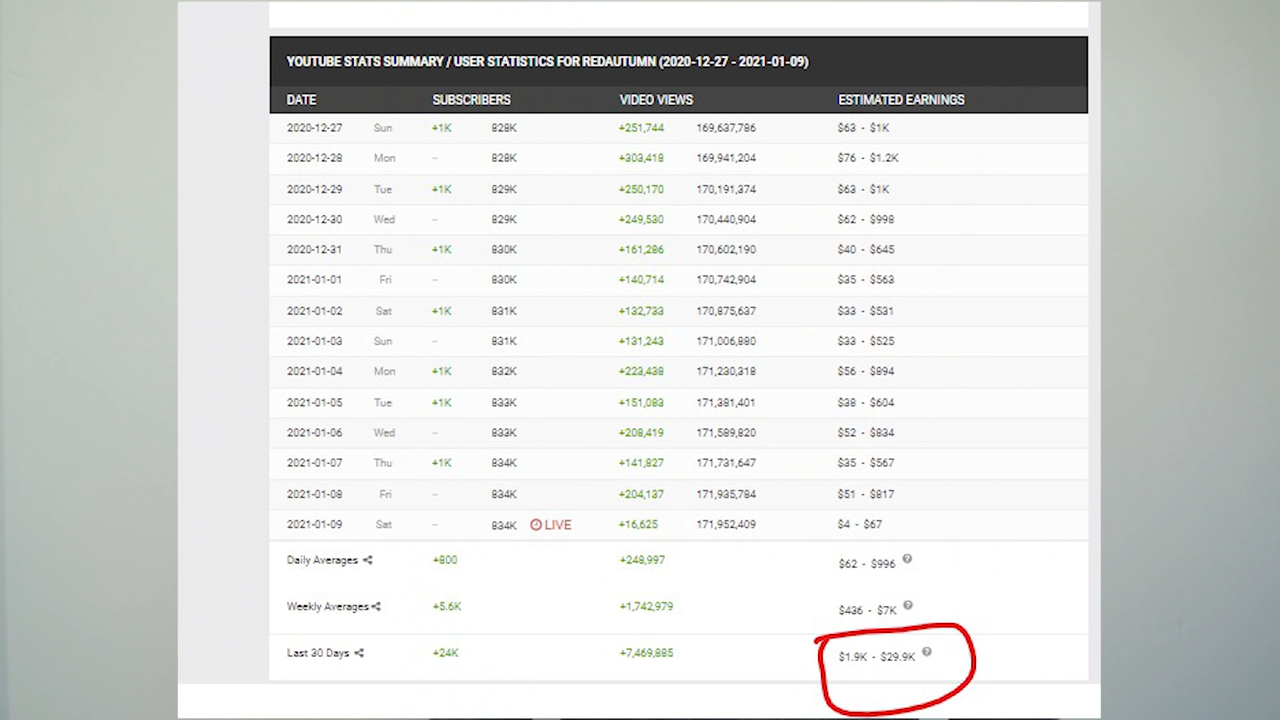 YOUTUBE STATS SUMMARY / USER STATISTICS FOR REDAUTUMN (2020-12-27 - 2021-01-09)
DATE SUBSCRIBERS VIDEO VIEWS ESTIMATED EARNINGS
2020-12-27 Sun +1K 828K +251,744 169,637,786 $63 - $1K
2020-12-28 Mon -- 828K +303,418 169,941,204 $76 - $1.2K
2020-12-29 Tue +1K 829K +250,170 170,191,374 $63 - $1K
2020-12-30 Wed -- 829K +249,530 170,440,904 $62 - $998
2020-12-31 Thu +1K 830K +161,286 170,602,190 $40 - $645
2021-01-01 Fri -- 830K +140,714 170,742,904 $35 - $563
2021-01-02 Sat +1K 831K +132,733 170,875,637 $33 - $531
2021-01-03 Sun -- 831K +131,243 171,006,880 $33 - $525
2021-01-04 Mon +1K 832K +223,438 171,230,318 $56 - $894
2021-01-05 Tue +1K 833K +151,083 171,381,401 $38 - $604
2021-01-06 Wed -- 833K +208,419 171,589,820 $52 - $834
2021-01-07 Thu +1K 834K +141,827 171,731,647 $35 - $567
2021-01-08 Fri -- 834K +204,137 171,935,784 $51 - $817
2021-01-09 Sat -- 834K LIVE +16,625 171,952,409 $4 - $67
Daily Averages +800 +248,997 $62 - $996 ?
Weekly Averages +5.6K +1,742,979 $436 - $7K ?
Last 30 Days +24K +7,469,885 $1.9K - $29.9K ?